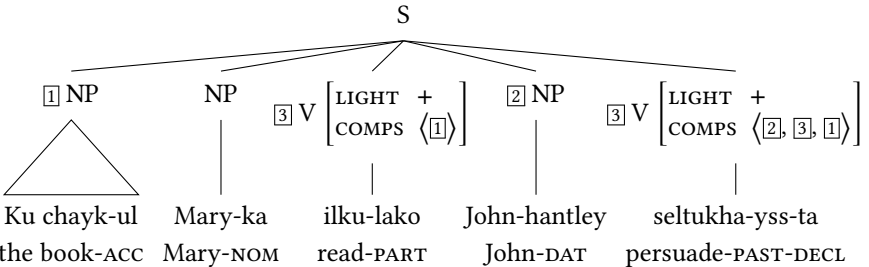 S
1 NP NP 3 V [LIGHT + COMPS ⟨1⟩] 2 NP 3 V [LIGHT + COMPS ⟨2, 3, 1⟩]
Ku chayk-ul Mary-ka ilku-lako John-hantley seltukha-yss-ta
the book-ACC Mary-NOM read-PART John-DAT persuade-PAST-DECL